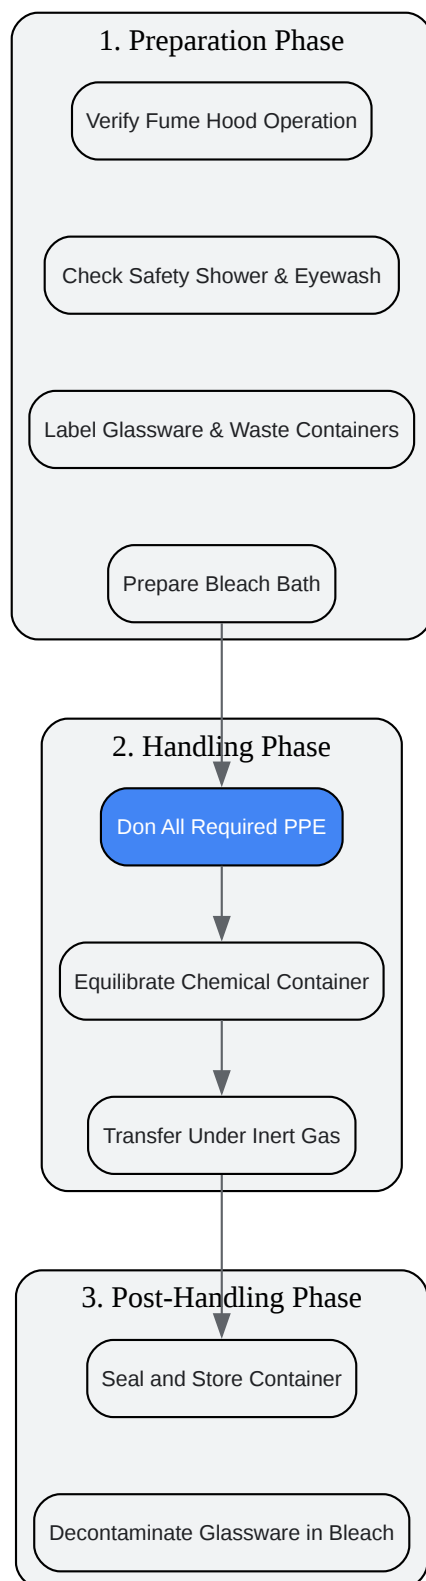 1. Preparation Phase
Verify Fume Hood Operation
Check Safety Shower & Eyewash
Label Glassware & Waste Containers
Prepare Bleach Bath
2. Handling Phase
Don All Required PPE
Equilibrate Chemical Container
Transfer Under Inert Gas
3. Post-Handling Phase
Seal and Store Container
Decontaminate Glassware in Bleach